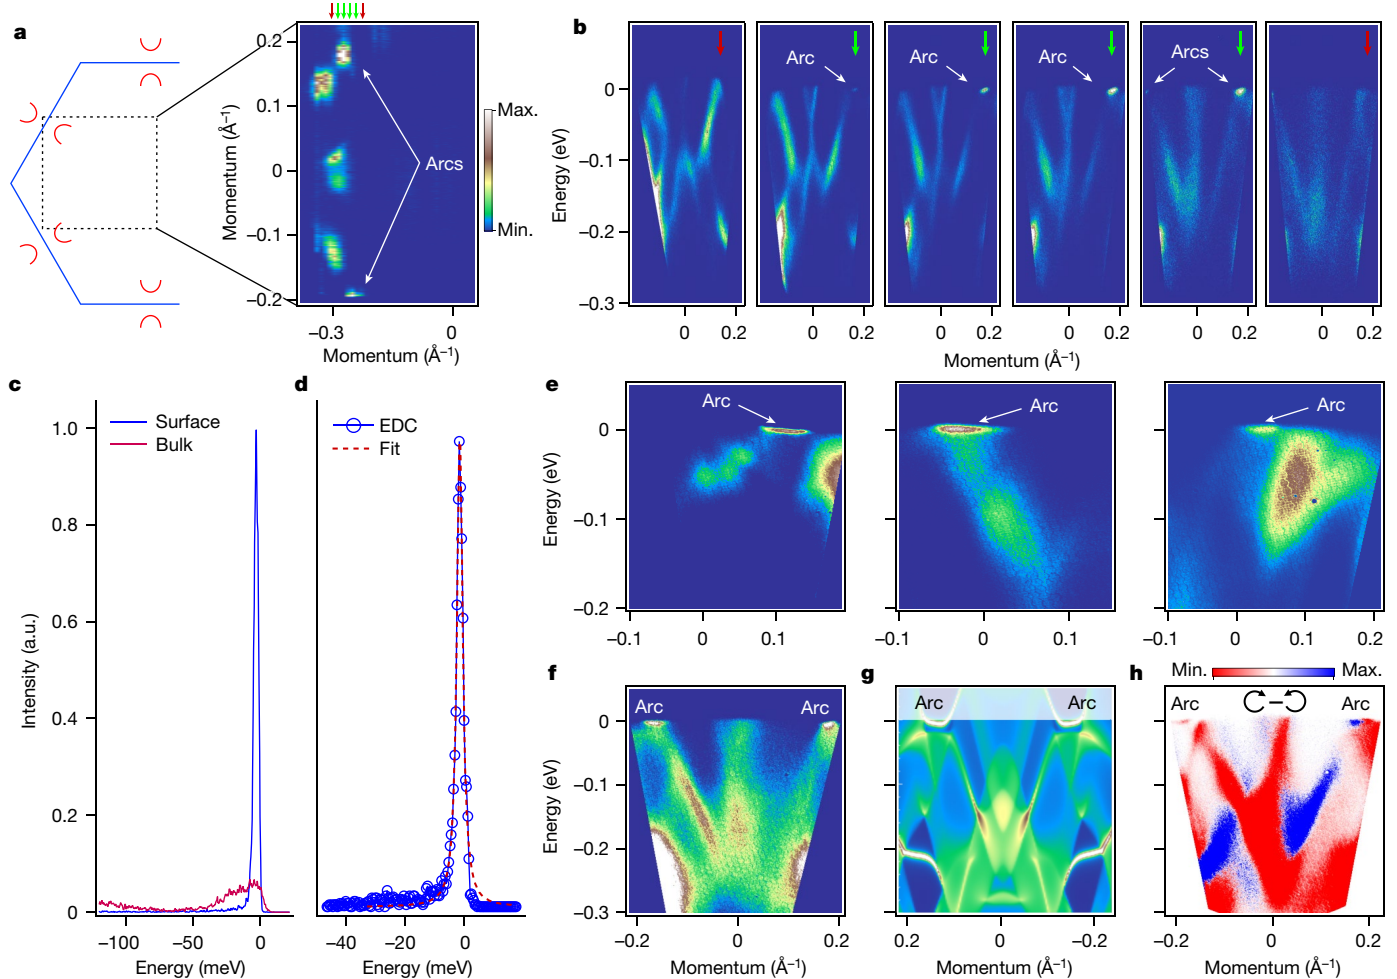 a
0.2
0.1
0
−0.1
−0.2
Momentum (Å⁻¹)
−0.3
0
Momentum (Å⁻¹)
Max.
Min.
Arcs
b
Arc
Arc
Arc
Arcs
0
−0.1
−0.2
−0.3
Energy (eV)
0 0.2 0 0.2 0 0.2 0 0.2 0 0.2 0 0.2
Momentum (Å⁻¹)
c
Surface
Bulk
1.0
0.8
0.6
0.4
0.2
0
Intensity (a.u.)
−100 −50 0
Energy (meV)
d
EDC
Fit
−40 −20 0
Energy (meV)
e
Arc
Arc
Arc
0
−0.1
−0.2
Energy (eV)
−0.1 0 0.1
−0.1 0 0.1
0 0.1 0.2
f
Arc Arc
0
−0.1
−0.2
−0.3
Energy (eV)
−0.2 0 0.2
Momentum (Å⁻¹)
g
Arc Arc
0.2 0 −0.2
Momentum (Å⁻¹)
h
Min. Max.
Arc − Arc
−0.2 0 0.2
Momentum (Å⁻¹)